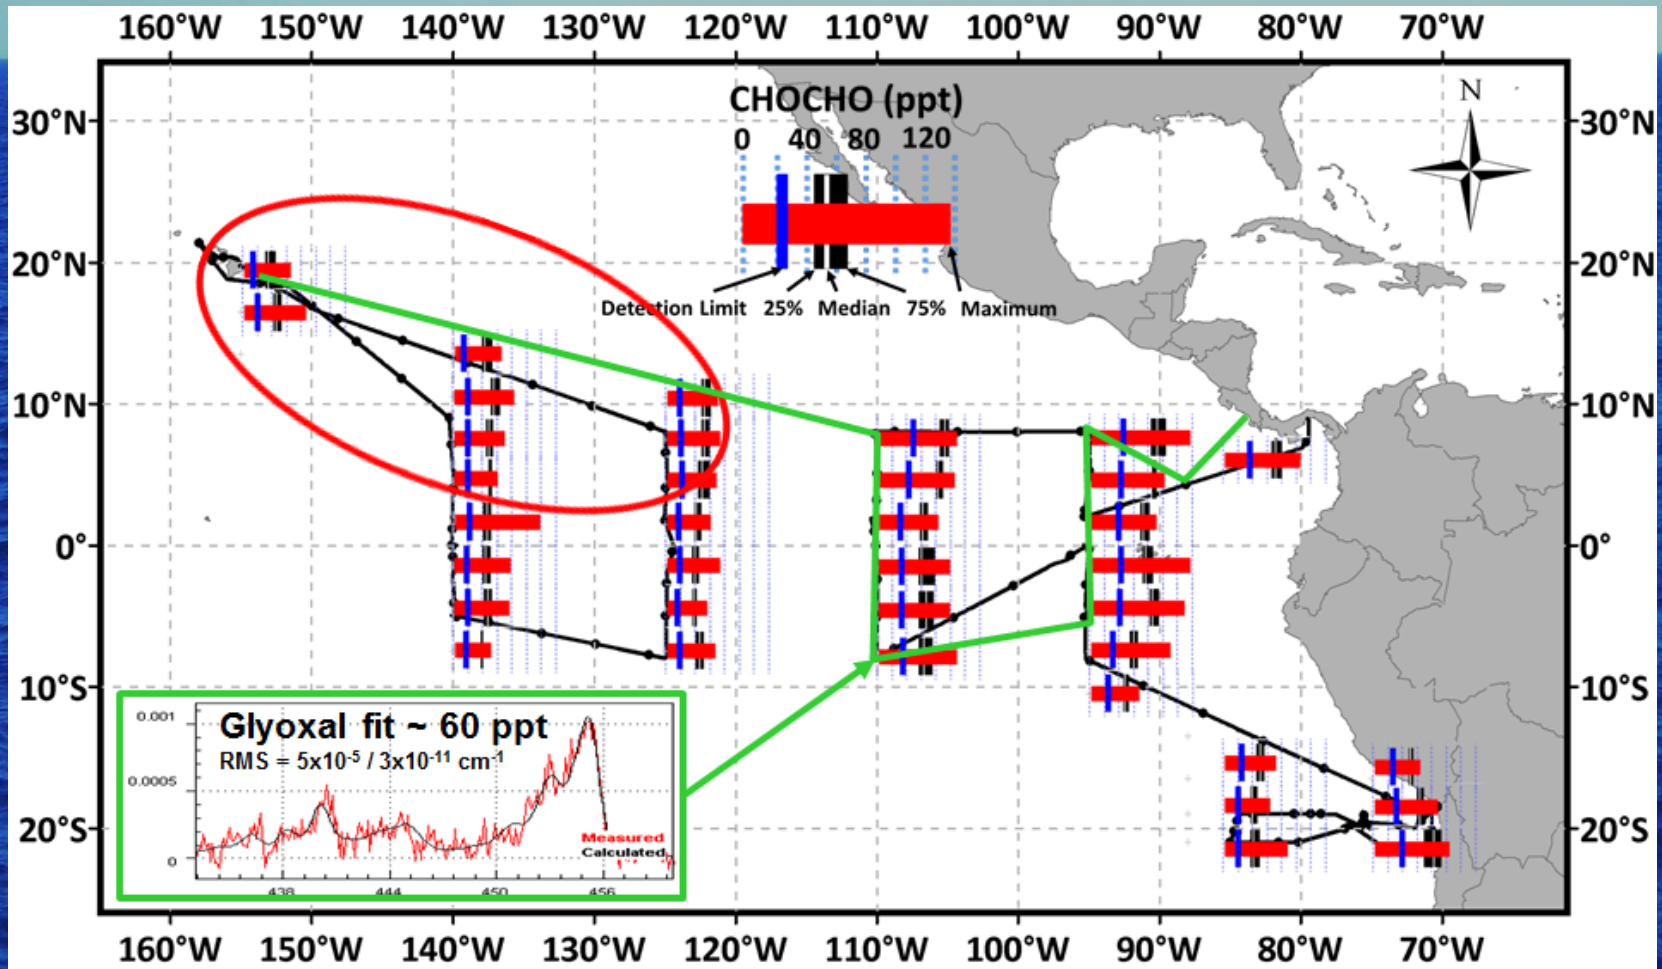 160°W 150°W 140°W 130°W 120°W 110°W 100°W 90°W 80°W 70°W
CHOCHO (ppt)
0 40 80 120
N
30°N 30°N
20°N 20°N
Detection Limit 25% Median 75% Maximum
10°N 10°N
0° 0°
10°S 10°S
0.001
Glyoxal fit ~ 60 ppt
RMS = 5x10⁻⁵ / 3x10⁻¹¹ cm⁻¹
0.0005
Measured
Calculated
0
438 444 450 456
20°S 20°S
160°W 150°W 140°W 130°W 120°W 110°W 100°W 90°W 80°W 70°W